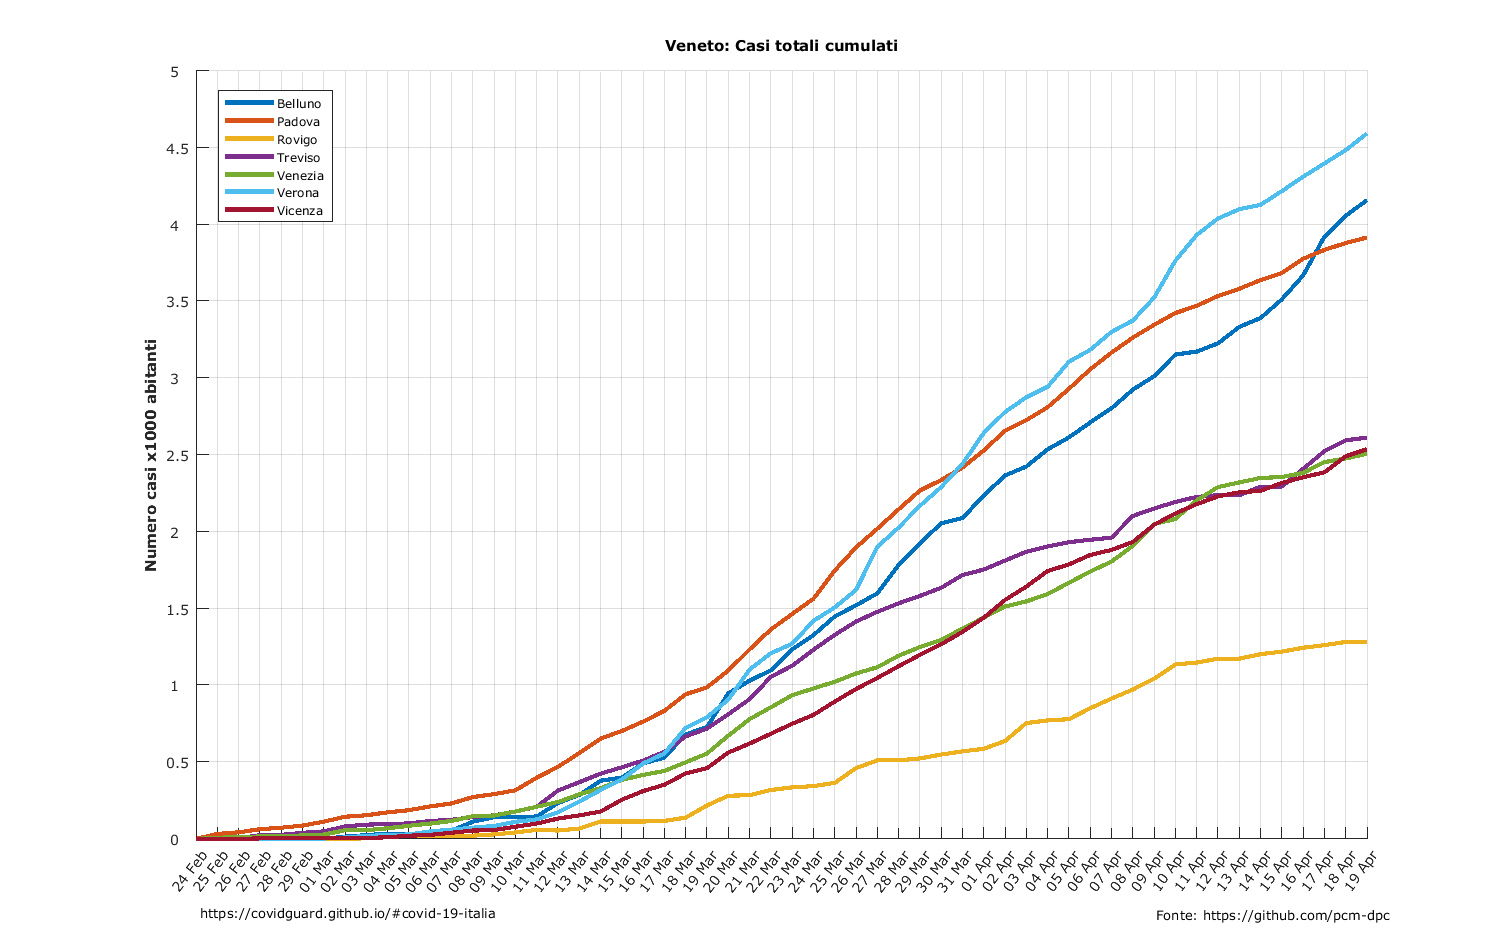 Veneto: Casi totali cumulati
Numero casi x1000 abitanti
5
4.5
4
3.5
3
2.5
2
1.5
1
0.5
0
Belluno
Padova
Rovigo
Treviso
Venezia
Verona
Vicenza
24 Feb
25 Feb
26 Feb
27 Feb
28 Feb
29 Feb
01 Mar
02 Mar
03 Mar
04 Mar
05 Mar
06 Mar
07 Mar
08 Mar
09 Mar
10 Mar
11 Mar
12 Mar
13 Mar
14 Mar
15 Mar
16 Mar
17 Mar
18 Mar
19 Mar
20 Mar
21 Mar
22 Mar
23 Mar
24 Mar
25 Mar
26 Mar
27 Mar
28 Mar
29 Mar
30 Mar
31 Mar
01 Apr
02 Apr
03 Apr
04 Apr
05 Apr
06 Apr
07 Apr
08 Apr
09 Apr
10 Apr
11 Apr
12 Apr
13 Apr
14 Apr
15 Apr
16 Apr
17 Apr
18 Apr
19 Apr
https://covidguard.github.io/#covid-19-italia
Fonte: https://github.com/pcm-dpc